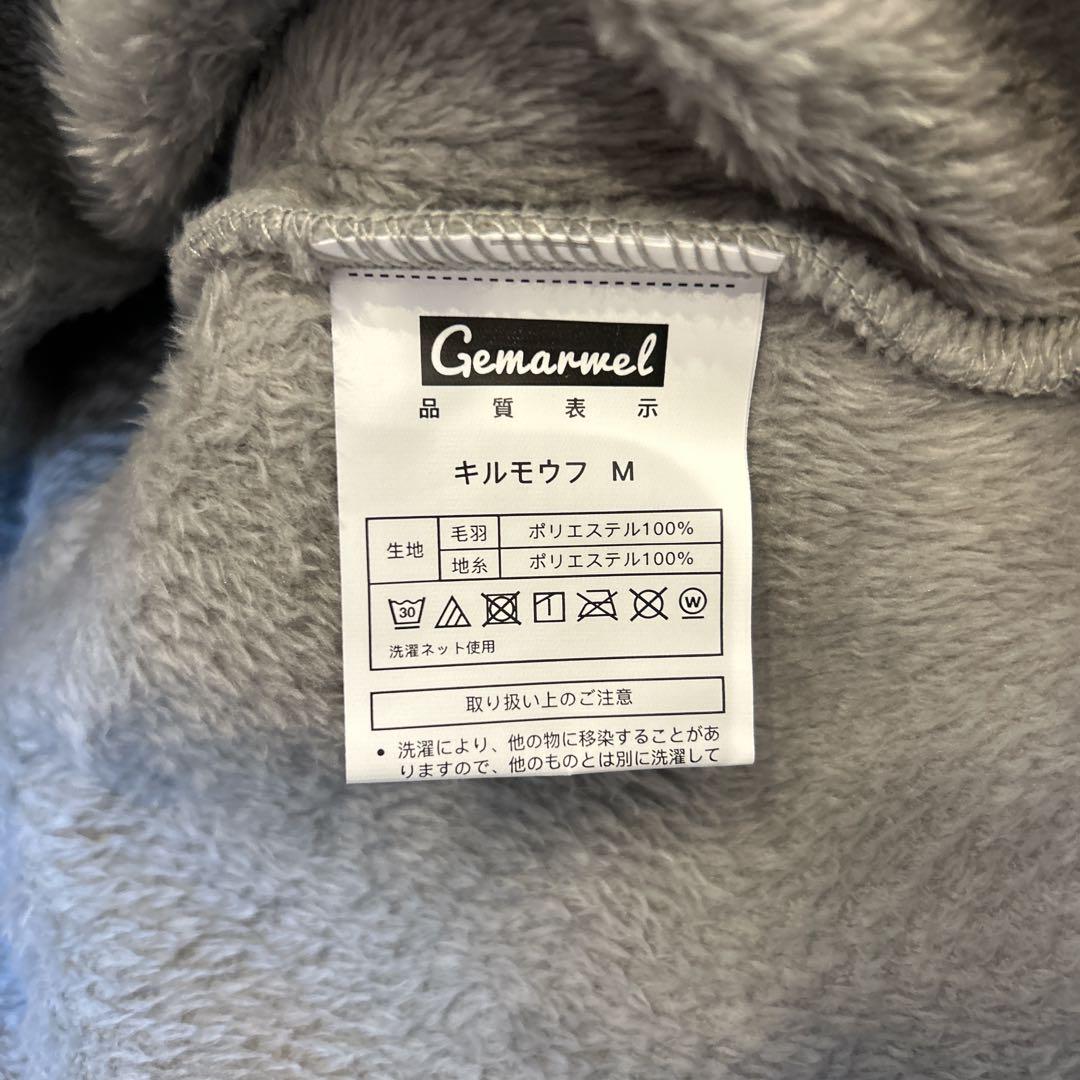 Gemarwel
品質表示
キルモウフ M
生地 毛羽 ポリエステル100%
地糸 ポリエステル100%
30 W
洗濯ネット使用
取り扱い上のご注意
● 洗濯により、他の物に移染することがあ
りますので、他のものとは別に洗濯して